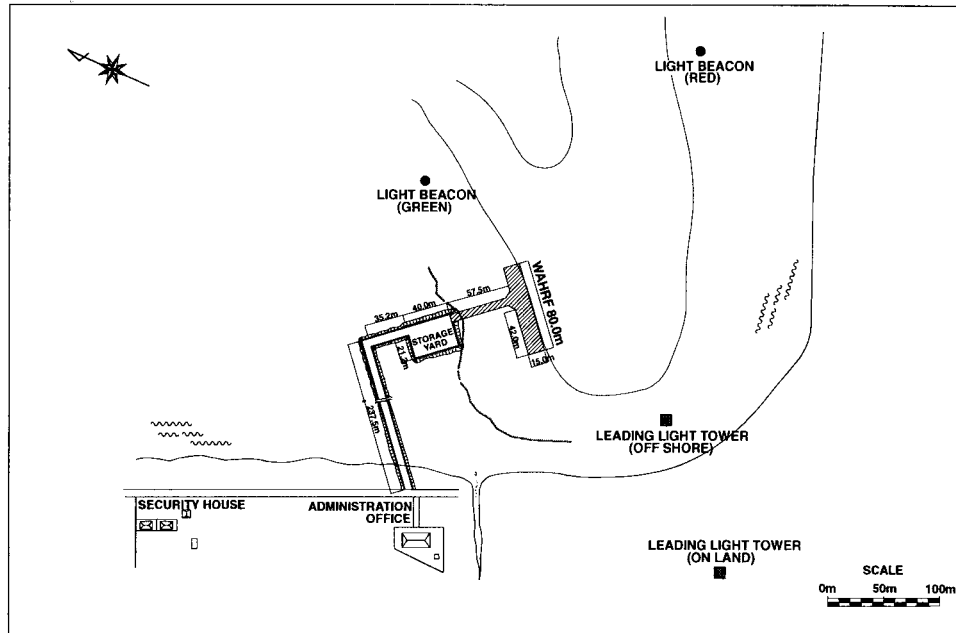 LIGHT BEACON
(RED)
LIGHT BEACON
(GREEN)
WAHRF 80.0m
57.5m
40.0m
35.2m
STORAGE
YARD
21.2m
42.0m
15.0m
237.5m
LEADING LIGHT TOWER
(OFF SHORE)
SECURITY HOUSE
ADMINISTRATION
OFFICE
LEADING LIGHT TOWER
(ON LAND)
SCALE
0m 50m 100m